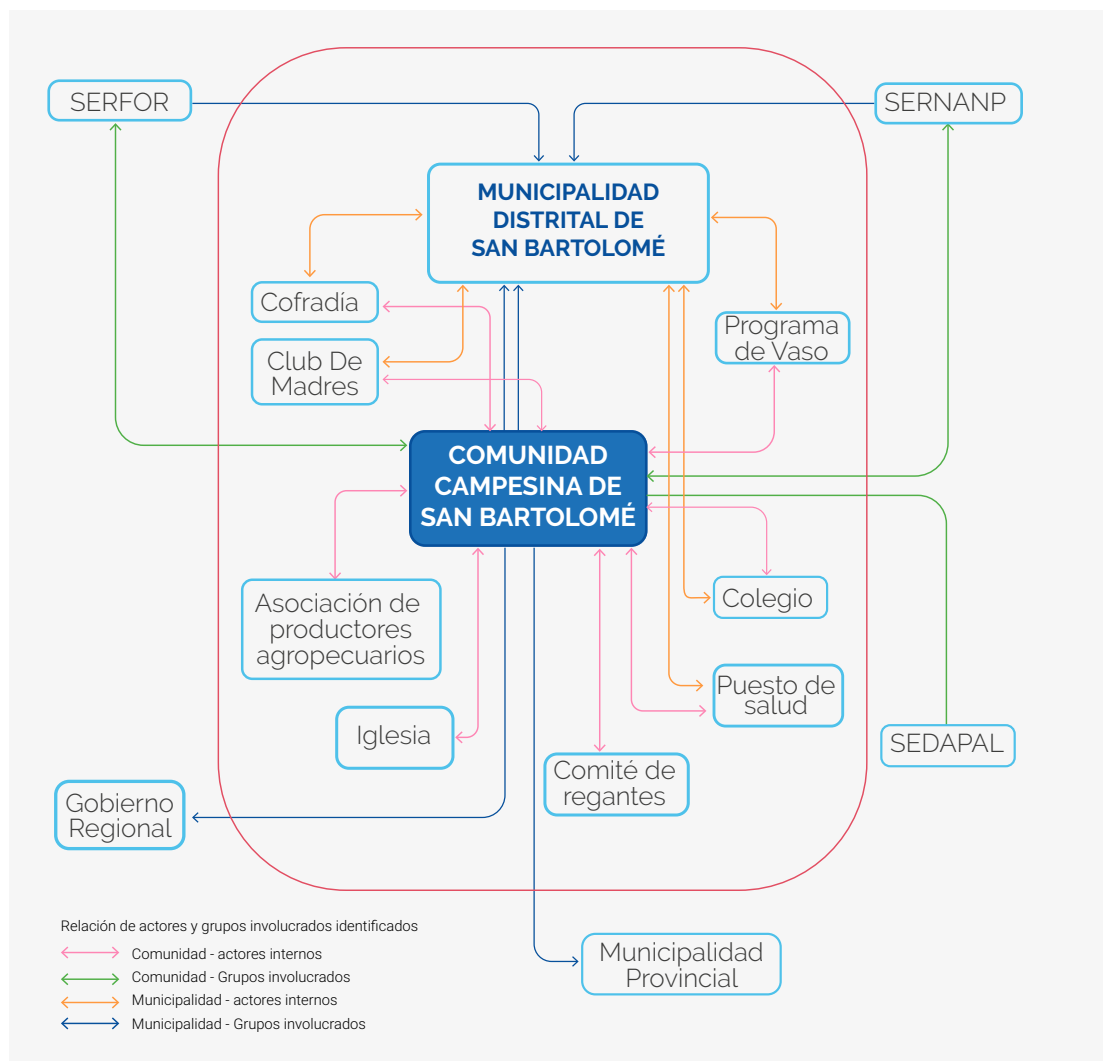 SERFOR
SERNANP
MUNICIPALIDAD
DISTRITAL DE
SAN BARTOLOMÉ
Cofradía
Club De
Madres
Programa
de Vaso
COMUNIDAD
CAMPESINA DE
SAN BARTOLOMÉ
Asociación de
productores
agropecuarios
Colegio
Iglesia
Puesto de
salud
Comité de
regantes
SEDAPAL
Gobierno
Regional
Municipalidad
Provincial
Relación de actores y grupos involucrados identificados
Comunidad - actores internos
Comunidad - Grupos involucrados
Municipalidad - actores internos
Municipalidad - Grupos involucrados